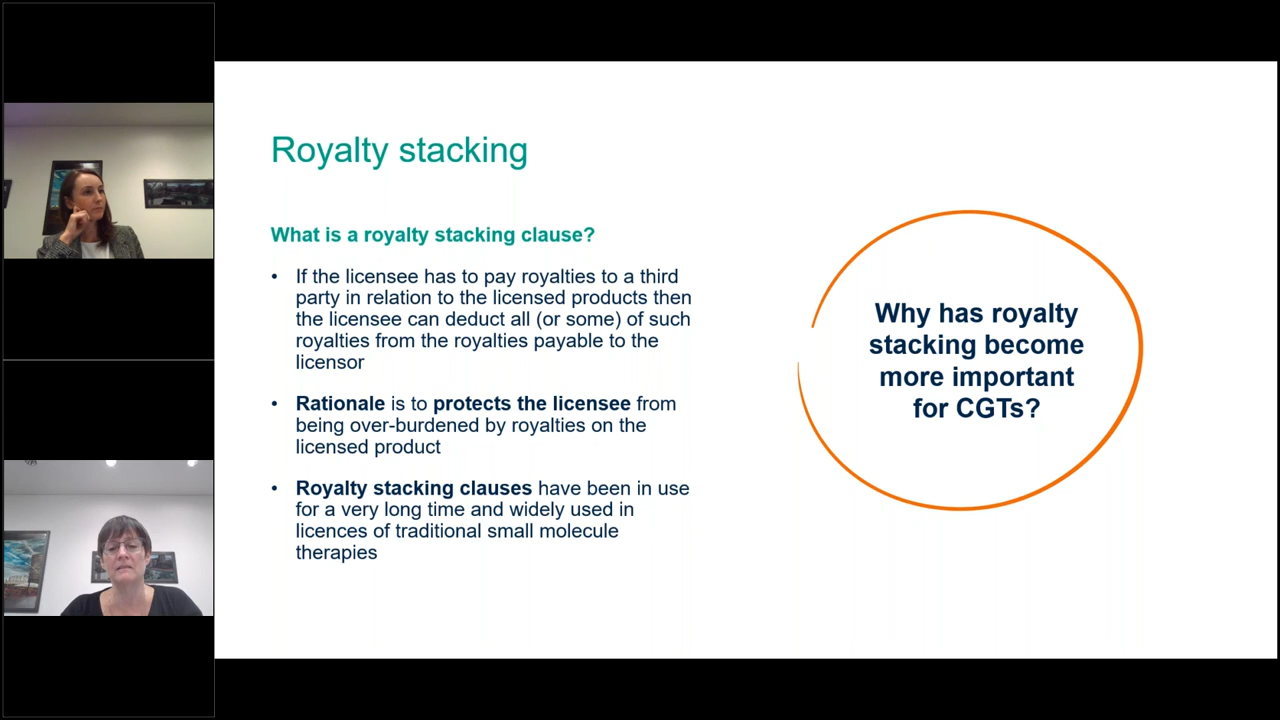 Royalty stacking
What is a royalty stacking clause?
• If the licensee has to pay royalties to a third
party in relation to the licensed products then
the licensee can deduct all (or some) of such
royalties from the royalties payable to the
licensor
• Rationale is to protects the licensee from
being over-burdened by royalties on the
licensed product
• Royalty stacking clauses have been in use
for a very long time and widely used in
licences of traditional small molecule
therapies
Why has royalty
stacking become
more important
for CGTs?